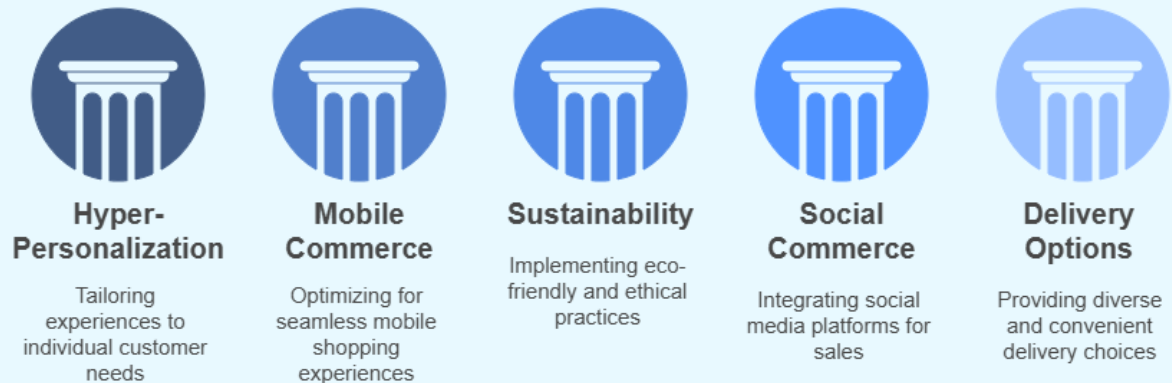 Hyper-
Personalization
Tailoring
experiences to
individual customer
needs
Mobile
Commerce
Optimizing for
seamless mobile
shopping
experiences
Sustainability
Implementing eco-
friendly and ethical
practices
Social
Commerce
Integrating social
media platforms for
sales
Delivery
Options
Providing diverse
and convenient
delivery choices